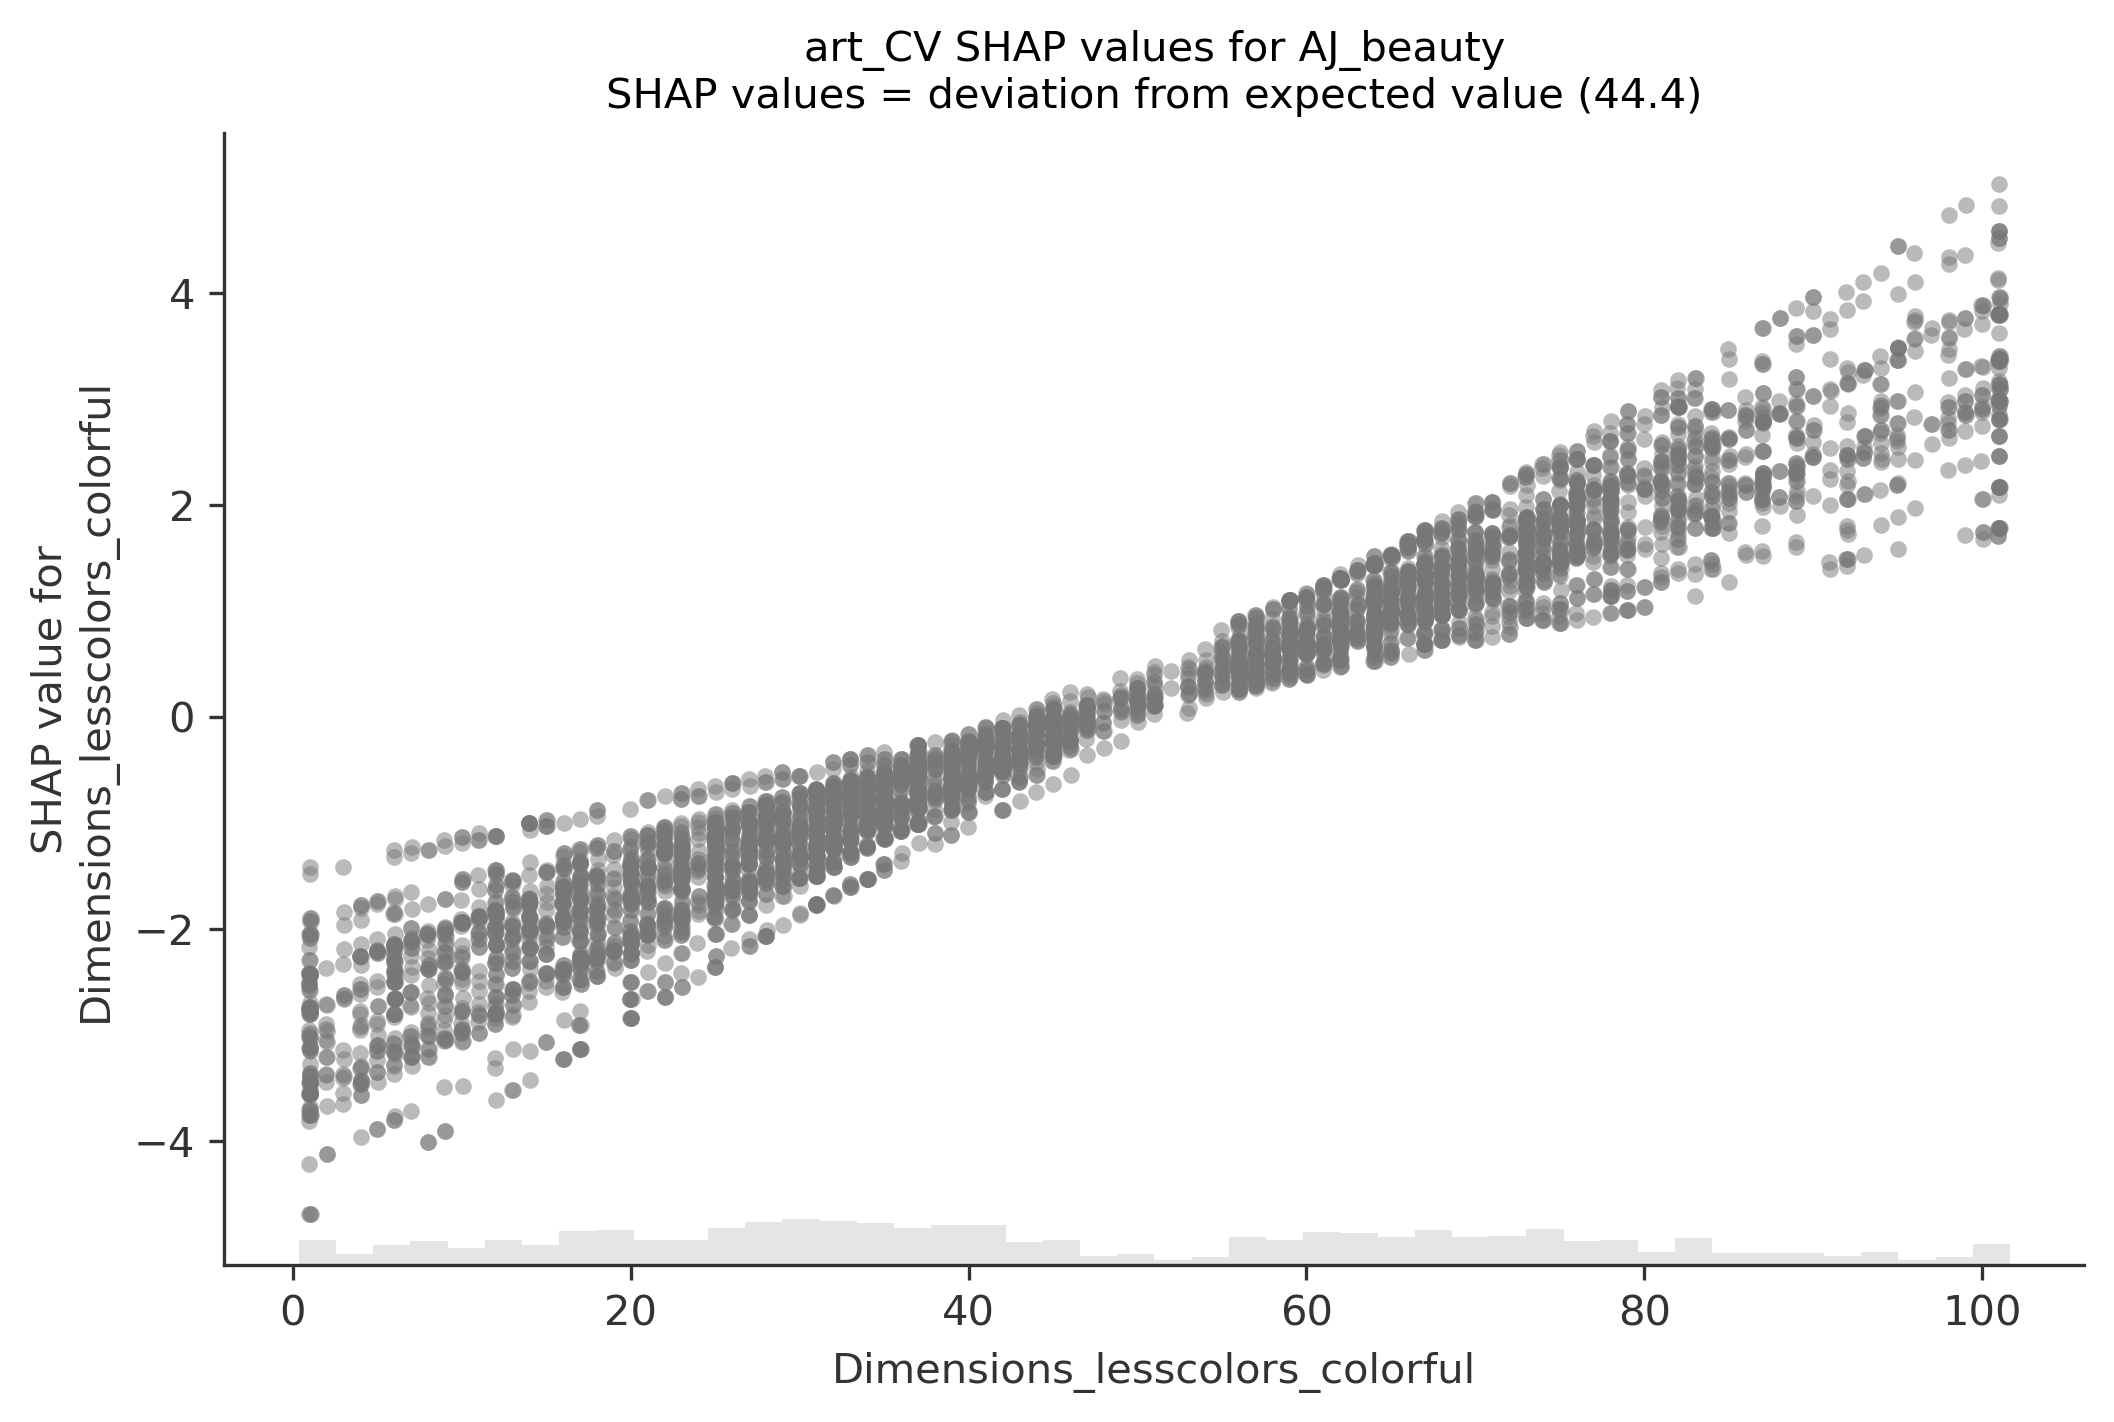 art_CV SHAP values for AJ_beauty
SHAP values = deviation from expected value (44.4)
SHAP value for
Dimensions_lesscolors_colorful
4
2
0
−2
−4
0 20 40 60 80 100
Dimensions_lesscolors_colorful